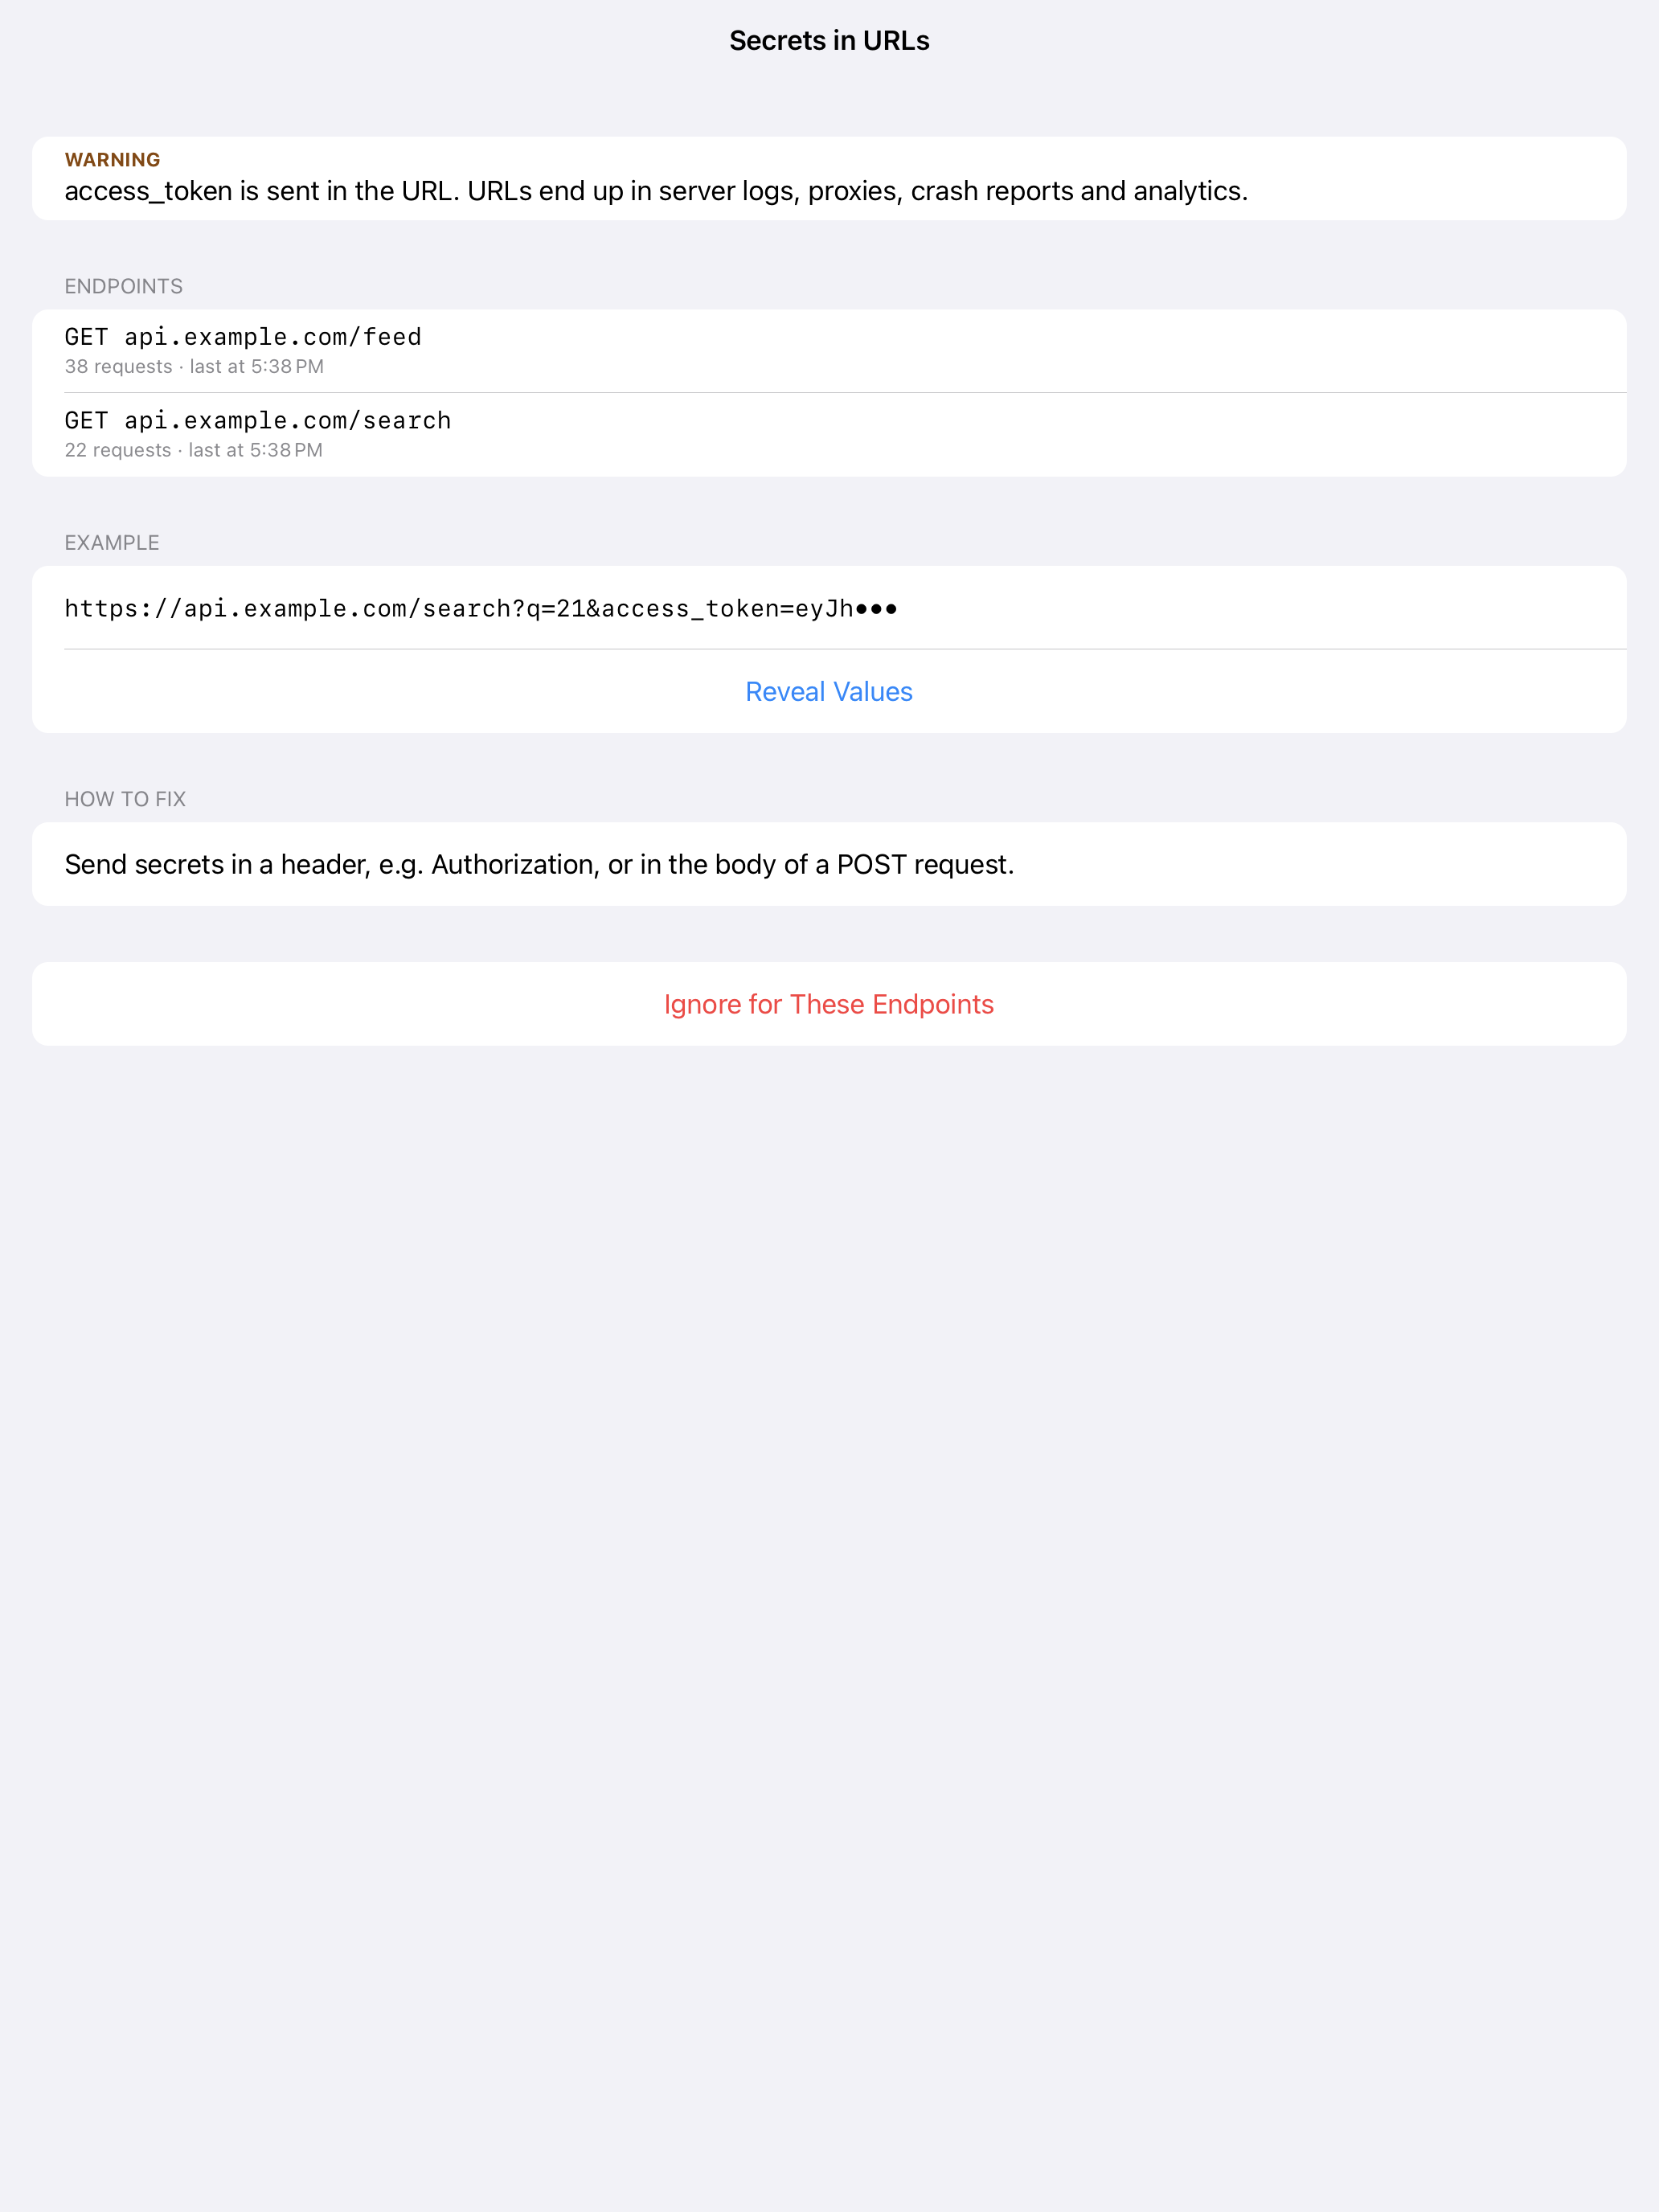 Secrets in URLs
WARNING
access_token is sent in the URL. URLs end up in server logs, proxies, crash reports and analytics.
ENDPOINTS
GET api.example.com/feed
38 requests · last at 5:38 PM
GET api.example.com/search
22 requests · last at 5:38 PM
EXAMPLE
https://api.example.com/search?q=21&access_token=eyJh•••
Reveal Values
HOW TO FIX
Send secrets in a header, e.g. Authorization, or in the body of a POST request.
Ignore for These Endpoints